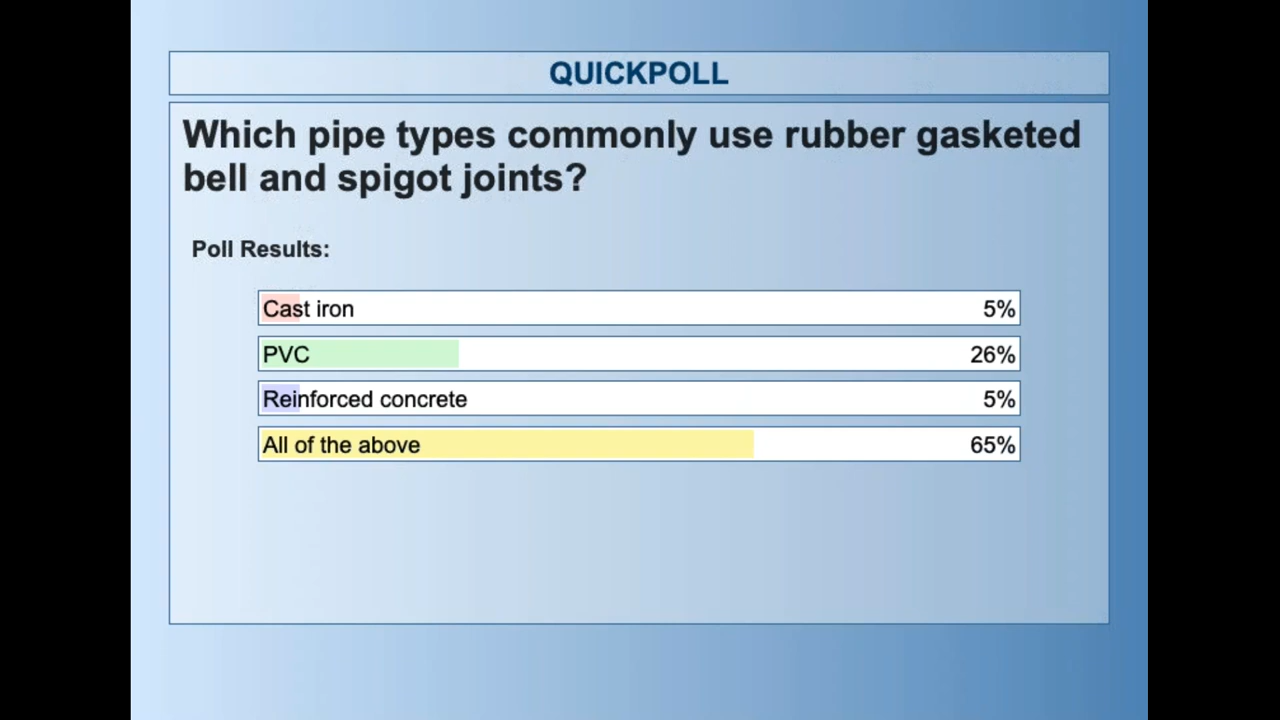 QUICKPOLL
Which pipe types commonly use rubber gasketed
bell and spigot joints?
Poll Results:
Cast iron 5%
PVC 26%
Reinforced concrete 5%
All of the above 65%